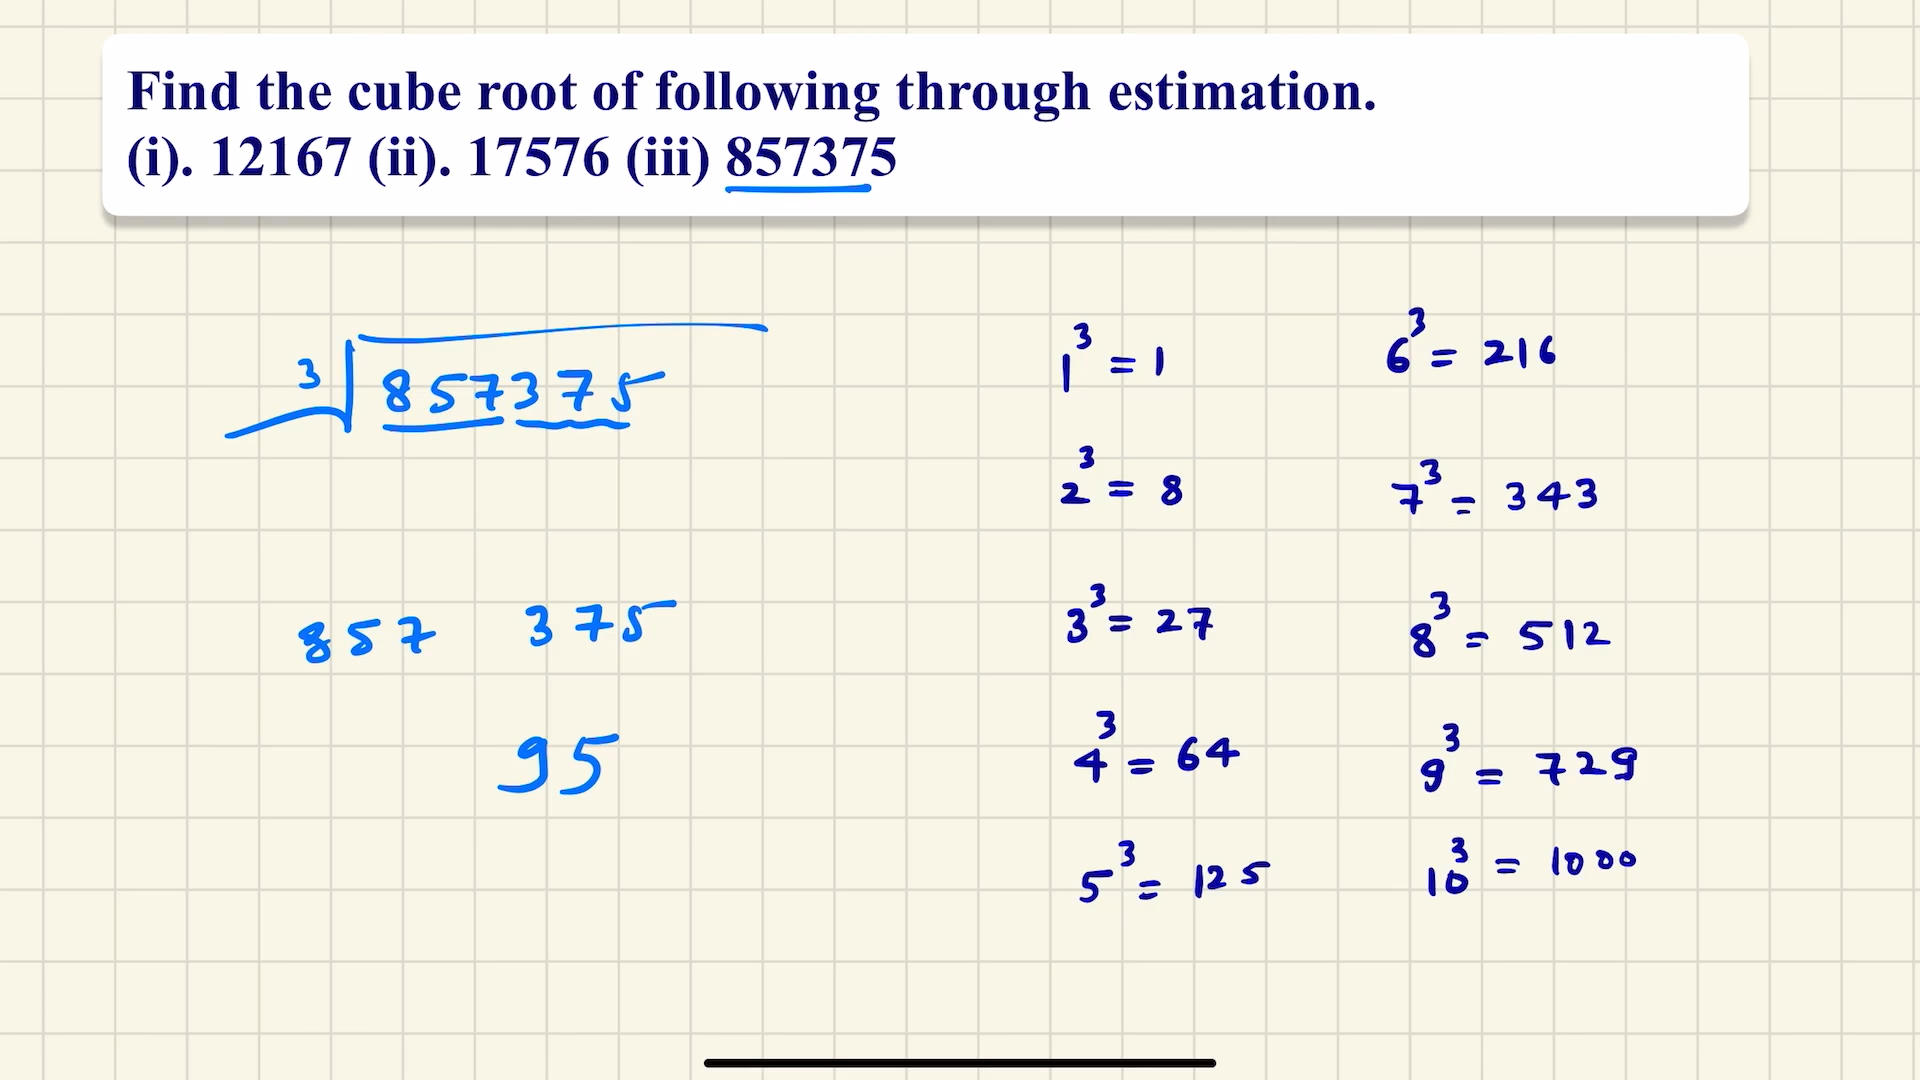 Find the cube root of following through estimation.
(i). 12167 (ii). 17576 (iii) 857375
∛857375
857 375
95
1³ = 1
2³ = 8
3³ = 27
4³ = 64
5³ = 125
6³ = 216
7³ = 343
8³ = 512
9³ = 729
10³ = 1000